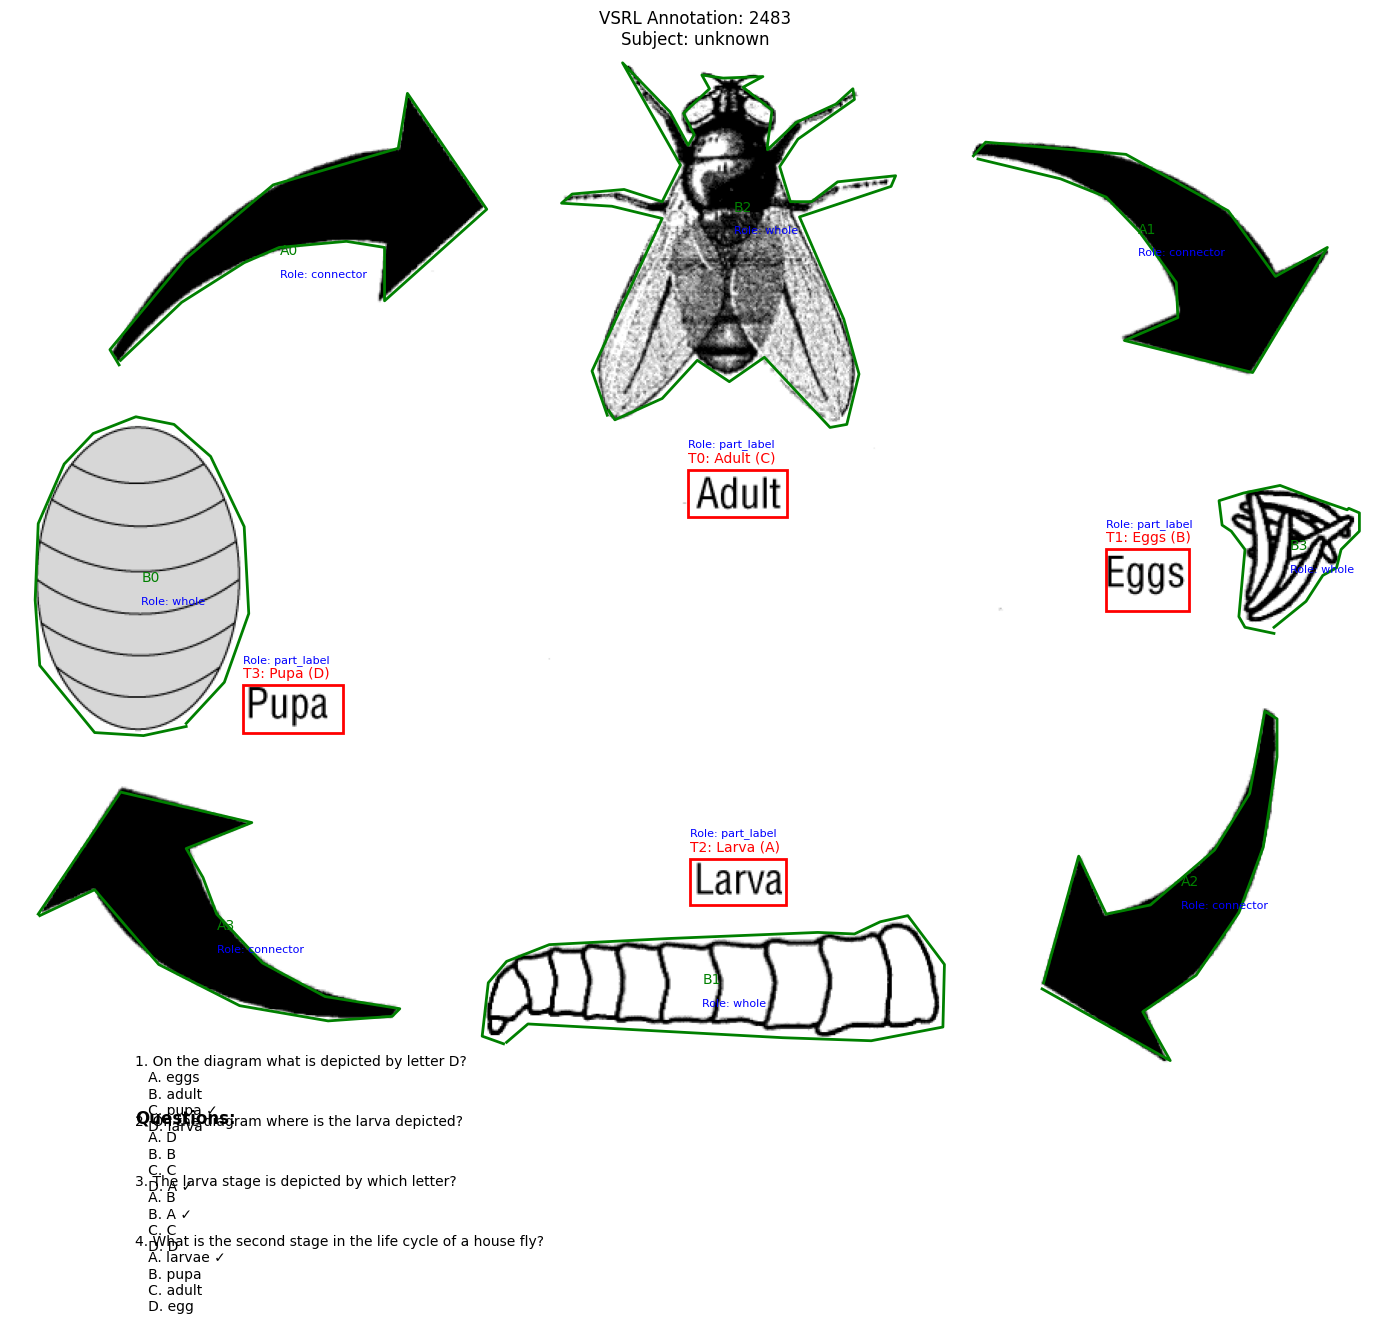 VSRL Annotation: 2483
Subject: unknown
A0
Role: connector
B2
Role: whole
A1
Role: connector
Role: part_label
T0: Adult (C)
Adult
Role: part_label
T1: Eggs (B)
Eggs
B3
Role: whole
B0
Role: whole
Role: part_label
T3: Pupa (D)
Pupa
Role: part_label
T2: Larva (A)
Larva
A2
Role: connector
A3
Role: connector
B1
Role: whole
1. On the diagram what is depicted by letter D?
A. eggs
B. adult
C. pupa ✓
D. larva
Questions:
2. On the diagram where is the larva depicted?
A. D
B. B
C. C
D. A ✓
3. The larva stage is depicted by which letter?
A. B
B. A ✓
C. C
D. D
4. What is the second stage in the life cycle of a house fly?
A. larvae ✓
B. pupa
C. adult
D. egg